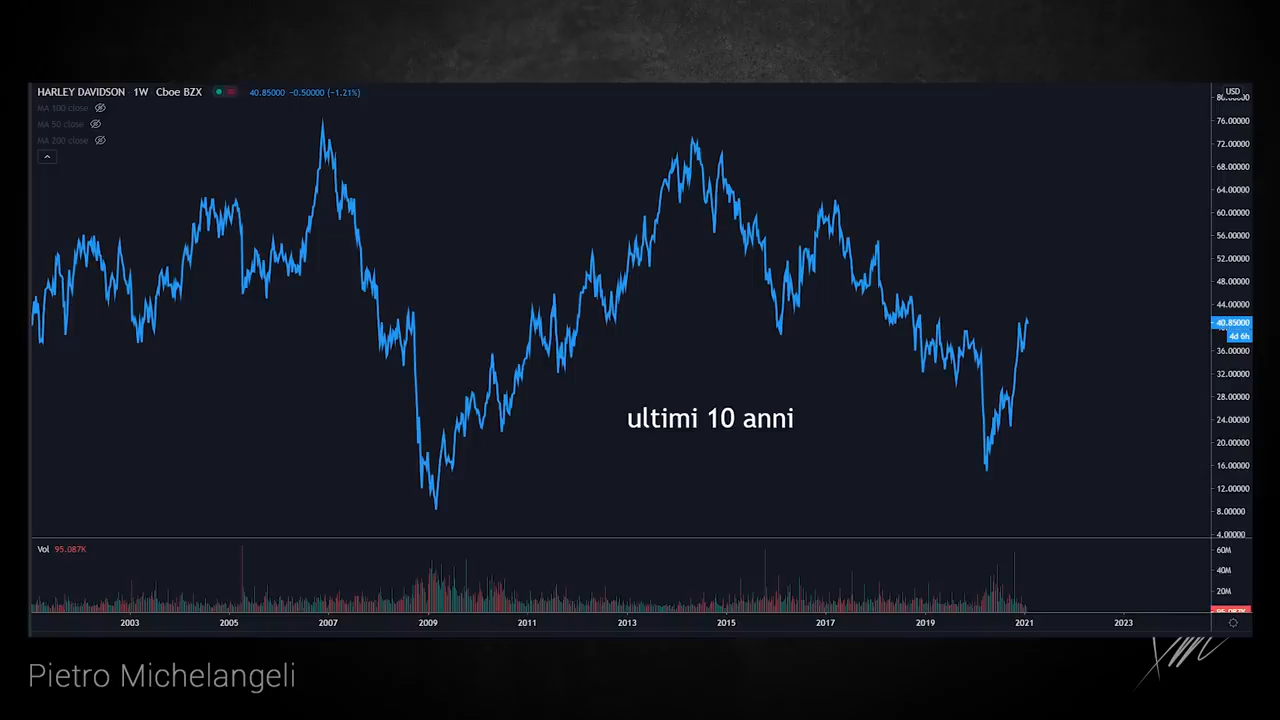 HARLEY DAVIDSON · 1W Cboe BZX 40.85000 −0.50000 (−1.21%)
MA 100 close
MA 50 close
MA 200 close
USD
76.00000
72.00000
68.00000
64.00000
60.00000
56.00000
52.00000
48.00000
44.00000
40.85000
4d 6h
36.00000
32.00000
28.00000
24.00000
20.00000
16.00000
12.00000
8.00000
4.00000
ultimi 10 anni
Vol 95.087K
60M
40M
20M
95.087K
2003 2005 2007 2009 2011 2013 2015 2017 2019 2021 2023
Pietro Michelangeli